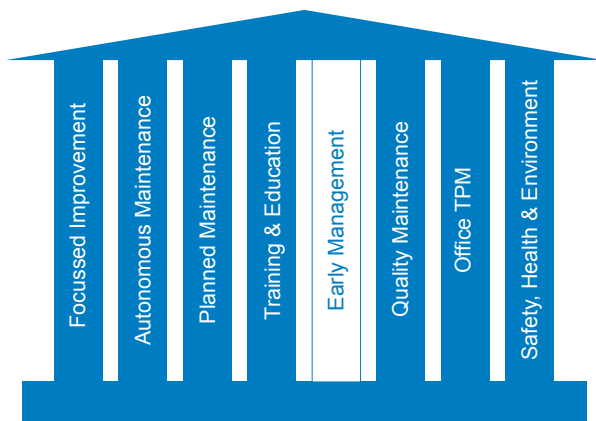 Focussed Improvement
Autonomous Maintenance
Planned Maintenance
Training & Education
Early Management
Quality Maintenance
Office TPM
Safety, Health & Environment